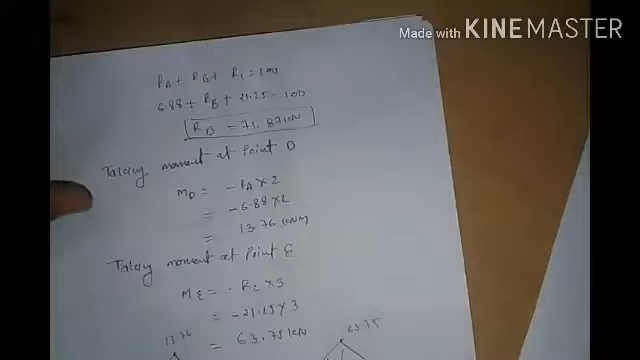 Made with KINEMASTER
RA + RB + RC = 100
6.88 + RB + 21.25 = 100
RB = 71.87 KN
Taking moment at Point D
MD = - RA × 2
= - 6.88 × 2
= 13.76 KNM
Taking moment at Point E
ME = - RC × 3
= - 21.25 × 3
= 63.75 KN
13.76
63.75